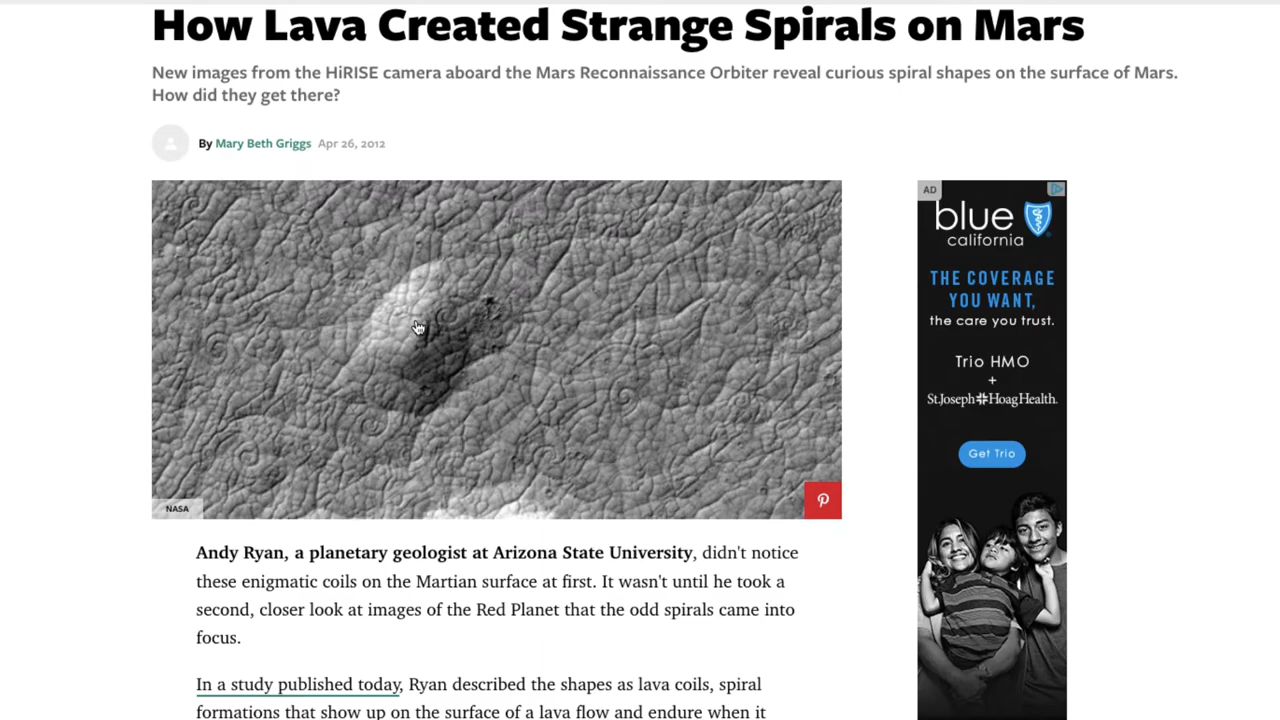 How Lava Created Strange Spirals on Mars
New images from the HiRISE camera aboard the Mars Reconnaissance Orbiter reveal curious spiral shapes on the surface of Mars.
How did they get there?
By Mary Beth Griggs Apr 26, 2012
NASA
AD
blue
california
THE COVERAGE
YOU WANT,
the care you trust.
Trio HMO
+
St.Joseph HoagHealth.
Get Trio
Andy Ryan, a planetary geologist at Arizona State University, didn't notice
these enigmatic coils on the Martian surface at first. It wasn't until he took a
second, closer look at images of the Red Planet that the odd spirals came into
focus.
In a study published today, Ryan described the shapes as lava coils, spiral
formations that show up on the surface of a lava flow and endure when it